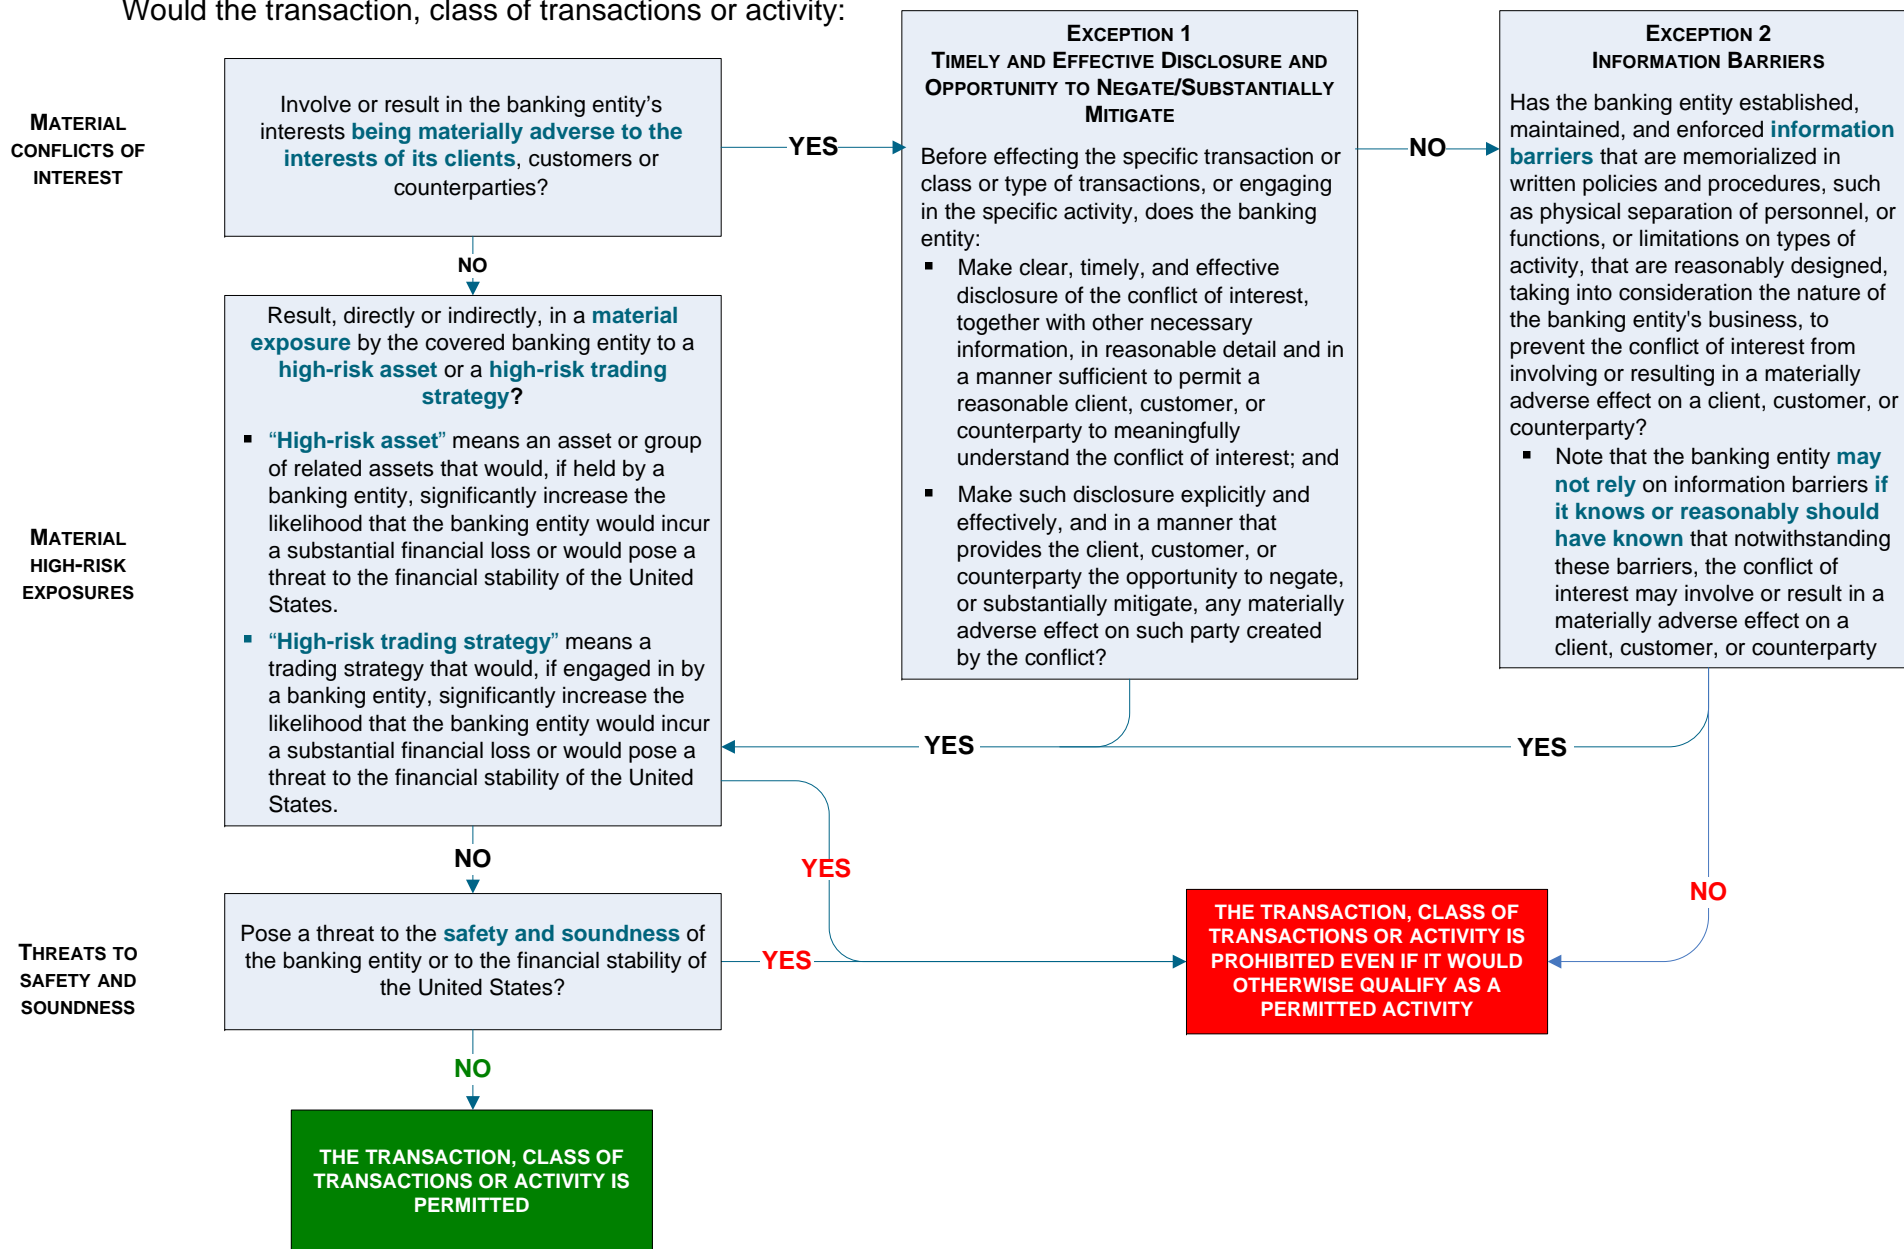 Would the transaction, class of transactions or activity:
MATERIAL
CONFLICTS OF
INTEREST
Involve or result in the banking entity's
interests being materially adverse to the
interests of its clients, customers or
counterparties?
YES
NO
EXCEPTION 1
TIMELY AND EFFECTIVE DISCLOSURE AND
OPPORTUNITY TO NEGATE/SUBSTANTIALLY
MITIGATE
Before effecting the specific transaction or
class or type of transactions, or engaging
in the specific activity, does the banking
entity:
▪ Make clear, timely, and effective
disclosure of the conflict of interest,
together with other necessary
information, in reasonable detail and in
a manner sufficient to permit a
reasonable client, customer, or
counterparty to meaningfully
understand the conflict of interest; and
▪ Make such disclosure explicitly and
effectively, and in a manner that
provides the client, customer, or
counterparty the opportunity to negate,
or substantially mitigate, any materially
adverse effect on such party created
by the conflict?
NO
EXCEPTION 2
INFORMATION BARRIERS
Has the banking entity established,
maintained, and enforced information
barriers that are memorialized in
written policies and procedures, such
as physical separation of personnel, or
functions, or limitations on types of
activity, that are reasonably designed,
taking into consideration the nature of
the banking entity's business, to
prevent the conflict of interest from
involving or resulting in a materially
adverse effect on a client, customer, or
counterparty?
▪ Note that the banking entity may
not rely on information barriers if
it knows or reasonably should
have known that notwithstanding
these barriers, the conflict of
interest may involve or result in a
materially adverse effect on a
client, customer, or counterparty
MATERIAL
HIGH-RISK
EXPOSURES
Result, directly or indirectly, in a material
exposure by the covered banking entity to a
high-risk asset or a high-risk trading
strategy?
▪ “High-risk asset” means an asset or group
of related assets that would, if held by a
banking entity, significantly increase the
likelihood that the banking entity would incur
a substantial financial loss or would pose a
threat to the financial stability of the United
States.
▪ “High-risk trading strategy” means a
trading strategy that would, if engaged in by
a banking entity, significantly increase the
likelihood that the banking entity would incur
a substantial financial loss or would pose a
threat to the financial stability of the United
States.
YES
YES
NO
YES
NO
THREATS TO
SAFETY AND
SOUNDNESS
Pose a threat to the safety and soundness of
the banking entity or to the financial stability of
the United States?
YES
THE TRANSACTION, CLASS OF
TRANSACTIONS OR ACTIVITY IS
PROHIBITED EVEN IF IT WOULD
OTHERWISE QUALIFY AS A
PERMITTED ACTIVITY
NO
THE TRANSACTION, CLASS OF
TRANSACTIONS OR ACTIVITY IS
PERMITTED